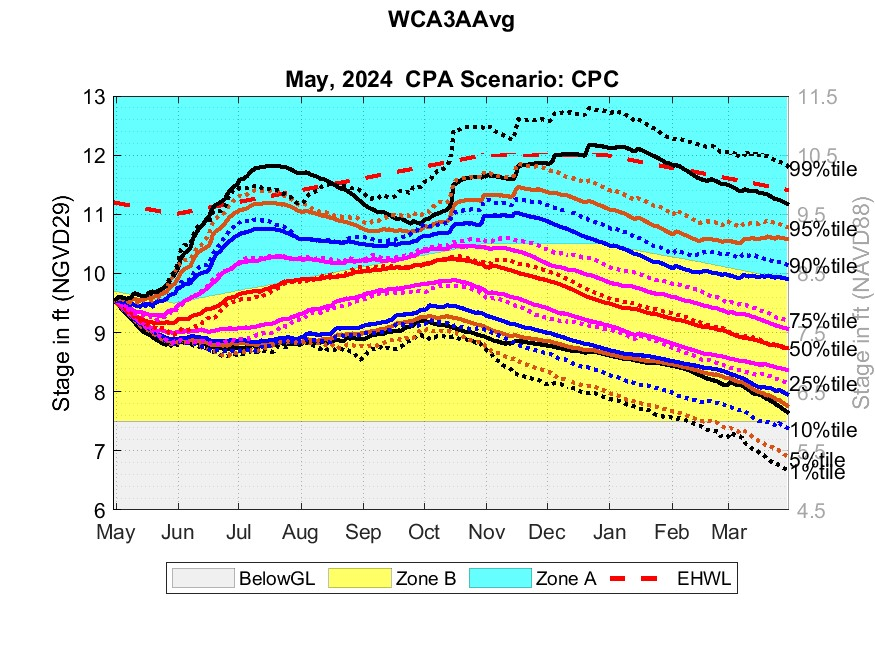 WCA3AAvg
May, 2024 CPA Scenario: CPC
Stage in ft (NGVD29)
13
12
11
10
9
8
7
6
11.5
10.5
9.5
8.5
7.5
6.5
5.5
4.5
Stage in ft (NAVD88)
99%tile
95%tile
90%tile
75%tile
50%tile
25%tile
10%tile
5%tile
1%tile
May Jun Jul Aug Sep Oct Nov Dec Jan Feb Mar
BelowGL Zone B Zone A EHWL